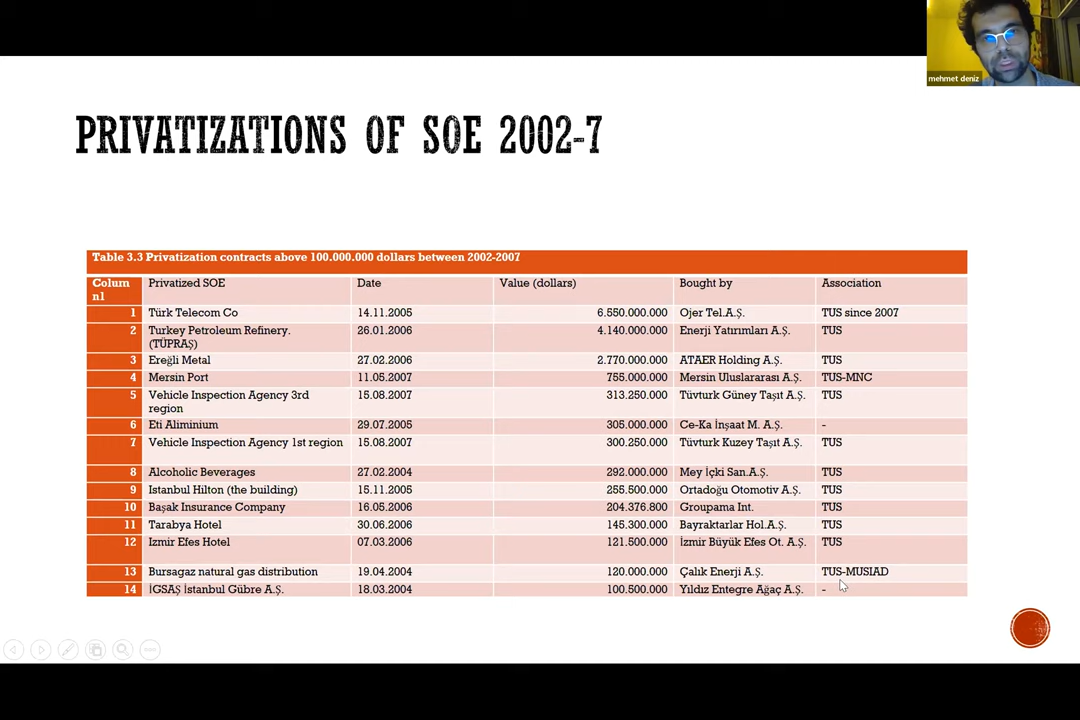 mehmet deniz
PRIVATIZATIONS OF SOE 2002-7
Table 3.3 Privatization contracts above 100.000.000 dollars between 2002-2007
Colum
n1 Privatized SOE Date Value (dollars) Bought by Association
1 Türk Telecom Co 14.11.2005 6.550.000.000 Ojer Tel.A.Ş. TUS since 2007
2 Turkey Petroleum Refinery. 26.01.2006 4.140.000.000 Enerji Yatırımları A.Ş. TUS
(TÜPRAŞ)
3 Ereğli Metal 27.02.2006 2.770.000.000 ATAER Holding A.Ş. TUS
4 Mersin Port 11.05.2007 755.000.000 Mersin Uluslararası A.Ş. TUS-MNC
5 Vehicle Inspection Agency 3rd 15.08.2007 313.250.000 Tüvturk Güney Taşıt A.Ş. TUS
region
6 Eti Aliminium 29.07.2005 305.000.000 Ce-Ka İnşaat M. A.Ş. -
7 Vehicle Inspection Agency 1st region 15.08.2007 300.250.000 Tüvturk Kuzey Taşıt A.Ş. TUS
8 Alcoholic Beverages 27.02.2004 292.000.000 Mey İçki San.A.Ş. TUS
9 Istanbul Hilton (the building) 15.11.2005 255.500.000 Ortadoğu Otomotiv A.Ş. TUS
10 Başak Insurance Company 16.05.2006 204.376.800 Groupama Int. TUS
11 Tarabya Hotel 30.06.2006 145.300.000 Bayraktarlar Hol.A.Ş. TUS
12 Izmir Efes Hotel 07.03.2006 121.500.000 İzmir Büyük Efes Ot. A.Ş. TUS
13 Bursagaz natural gas distribution 19.04.2004 120.000.000 Çalık Enerji A.Ş. TUS-MUSIAD
14 İGSAŞ İstanbul Gübre A.Ş. 18.03.2004 100.500.000 Yıldız Entegre Ağaç A.Ş. -